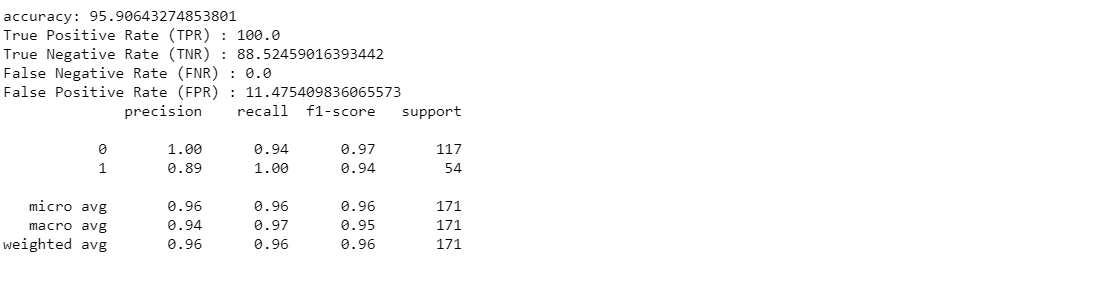 accuracy: 95.90643274853801
True Positive Rate (TPR) : 100.0
True Negative Rate (TNR) : 88.52459016393442
False Negative Rate (FNR) : 0.0
False Positive Rate (FPR) : 11.475409836065573
precision recall f1-score support
0 1.00 0.94 0.97 117
1 0.89 1.00 0.94 54
micro avg 0.96 0.96 0.96 171
macro avg 0.94 0.97 0.95 171
weighted avg 0.96 0.96 0.96 171